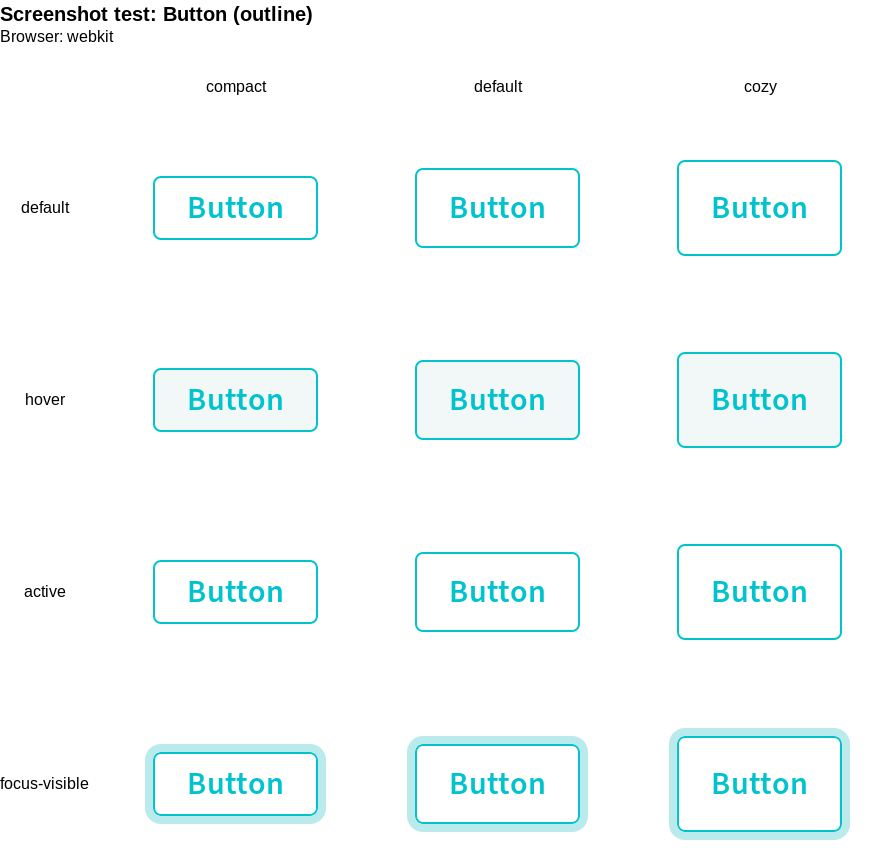 Screenshot test: Button (outline)
Browser: webkit
compact default cozy
default Button Button Button
hover Button Button Button
active Button Button Button
focus-visible Button Button Button